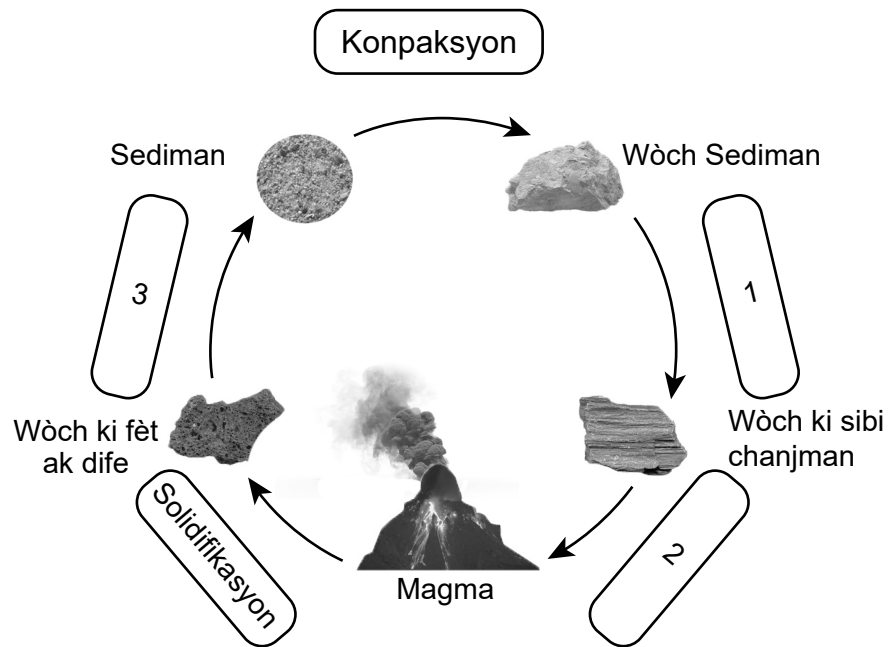 Konpaksyon
Sediman
Wòch Sediman
3
1
Wòch ki fèt
ak dife
Wòch ki sibi
chanjman
Solidifikasyon
2
Magma